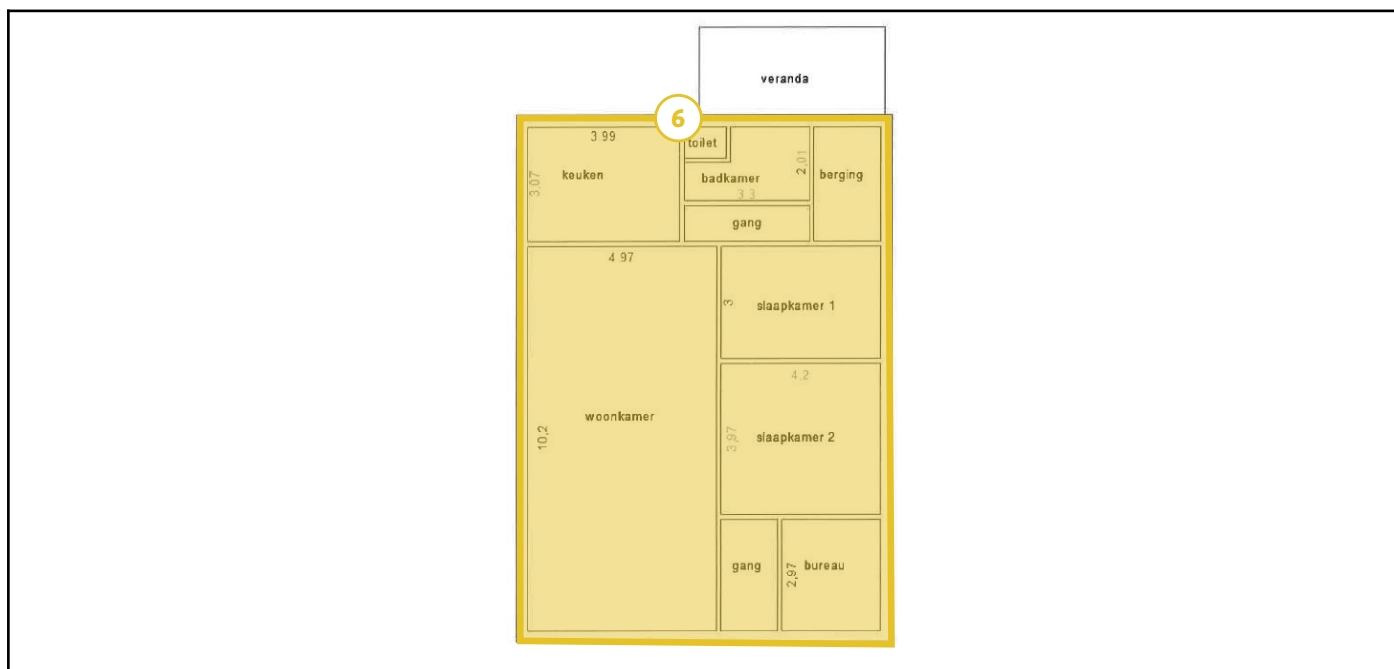 veranda
6
3.99
toilet
keuken
3,07
badkamer
2,01
berging
3.3
gang
4.97
3
slaapkamer 1
4.2
woonkamer
10,2
3,97
slaapkamer 2
gang
2,97
bureau